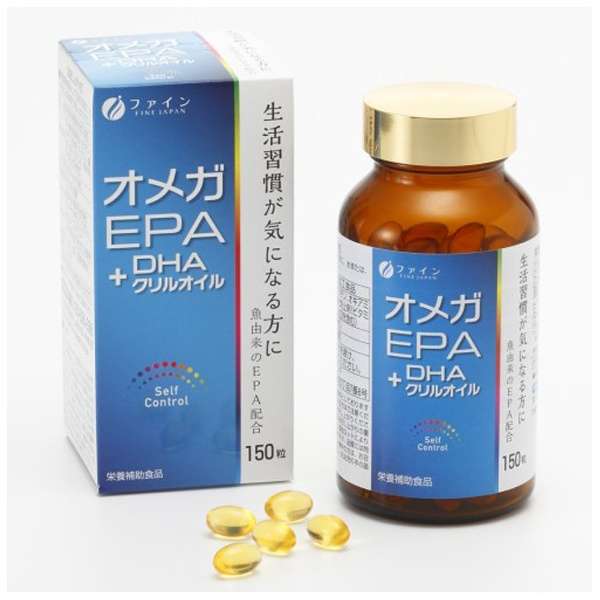 オメガ
EPA
ファイン
FINE JAPAN
オメガ
EPA
+DHA
クリルオイル
Self
Control
栄養補助食品
生活習慣が気になる方に
魚由来のEPA配合
150粒
ファイン
オメガ
EPA
+DHA
クリルオイル
Self
Control
栄養補助食品
生活習慣が気になる方に
魚由来のEPA配合
150粒